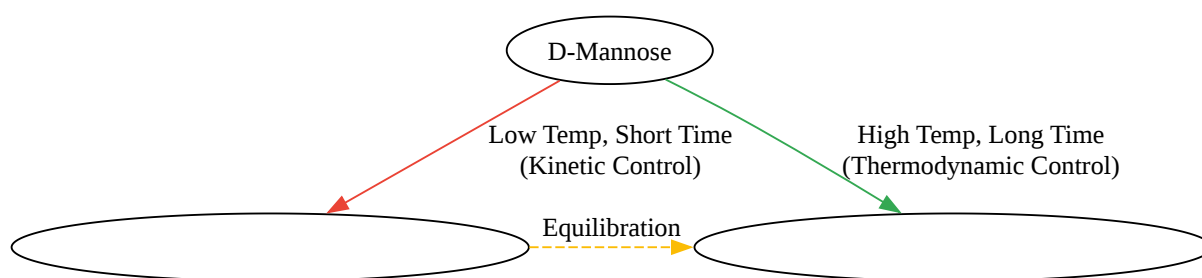 D-Mannose
Low Temp, Short Time
(Kinetic Control)
High Temp, Long Time
(Thermodynamic Control)
Equilibration